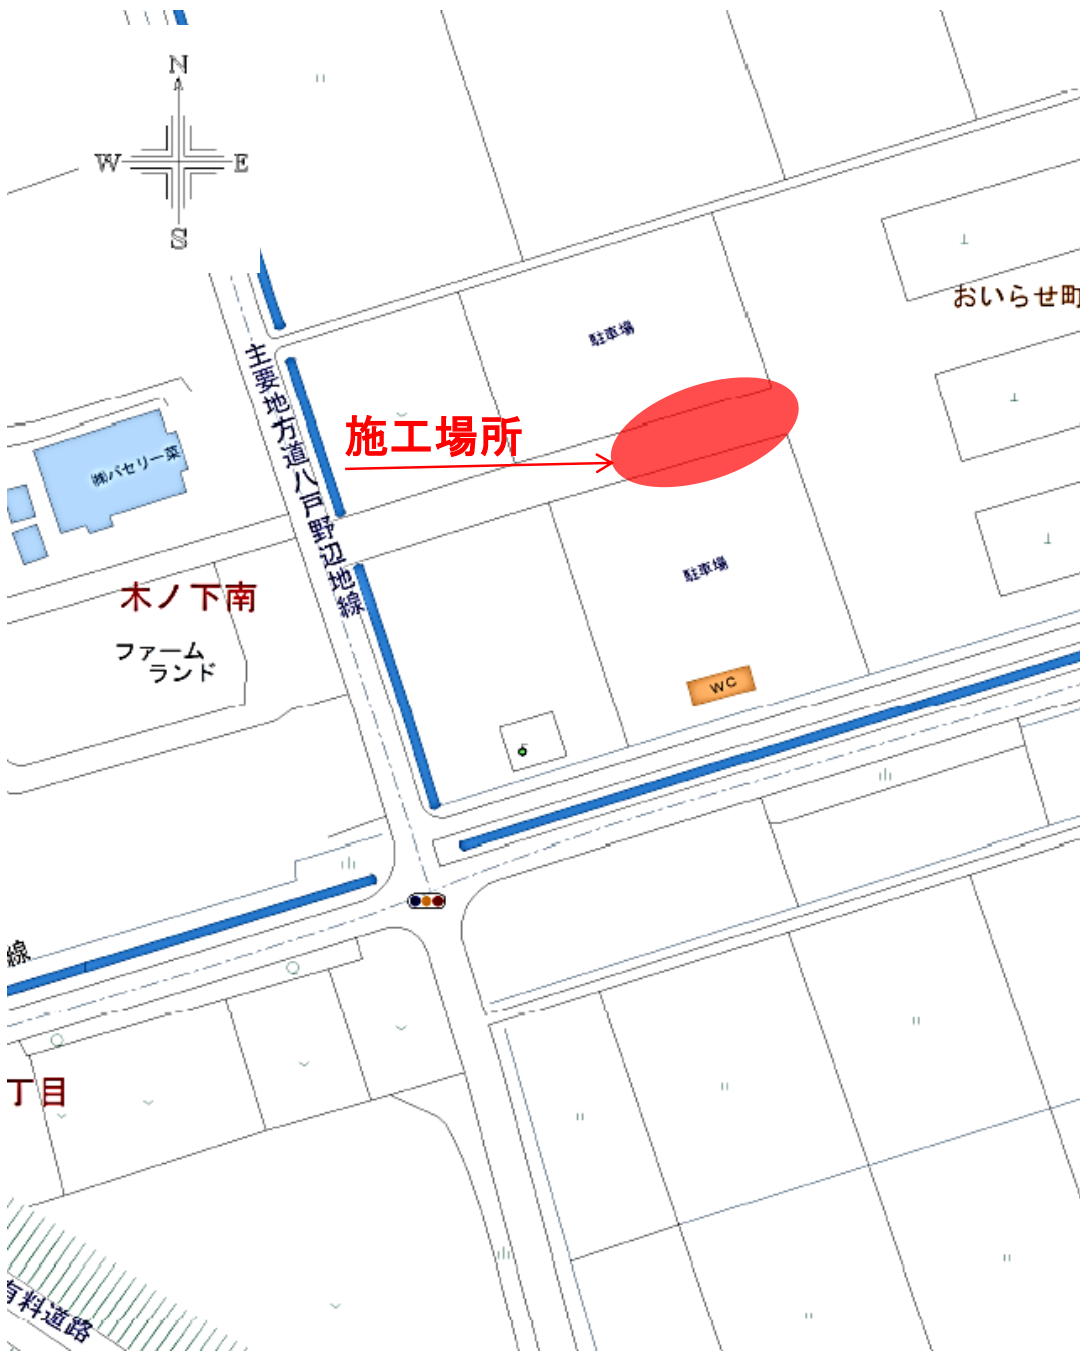 N
W E
S
おいらせ町
駐車場
主要地方道八戸野辺地線
施工場所
㈱パセリー菜
駐車場
木ノ下南
ファーム
ランド
WC
線
丁目
有料道路